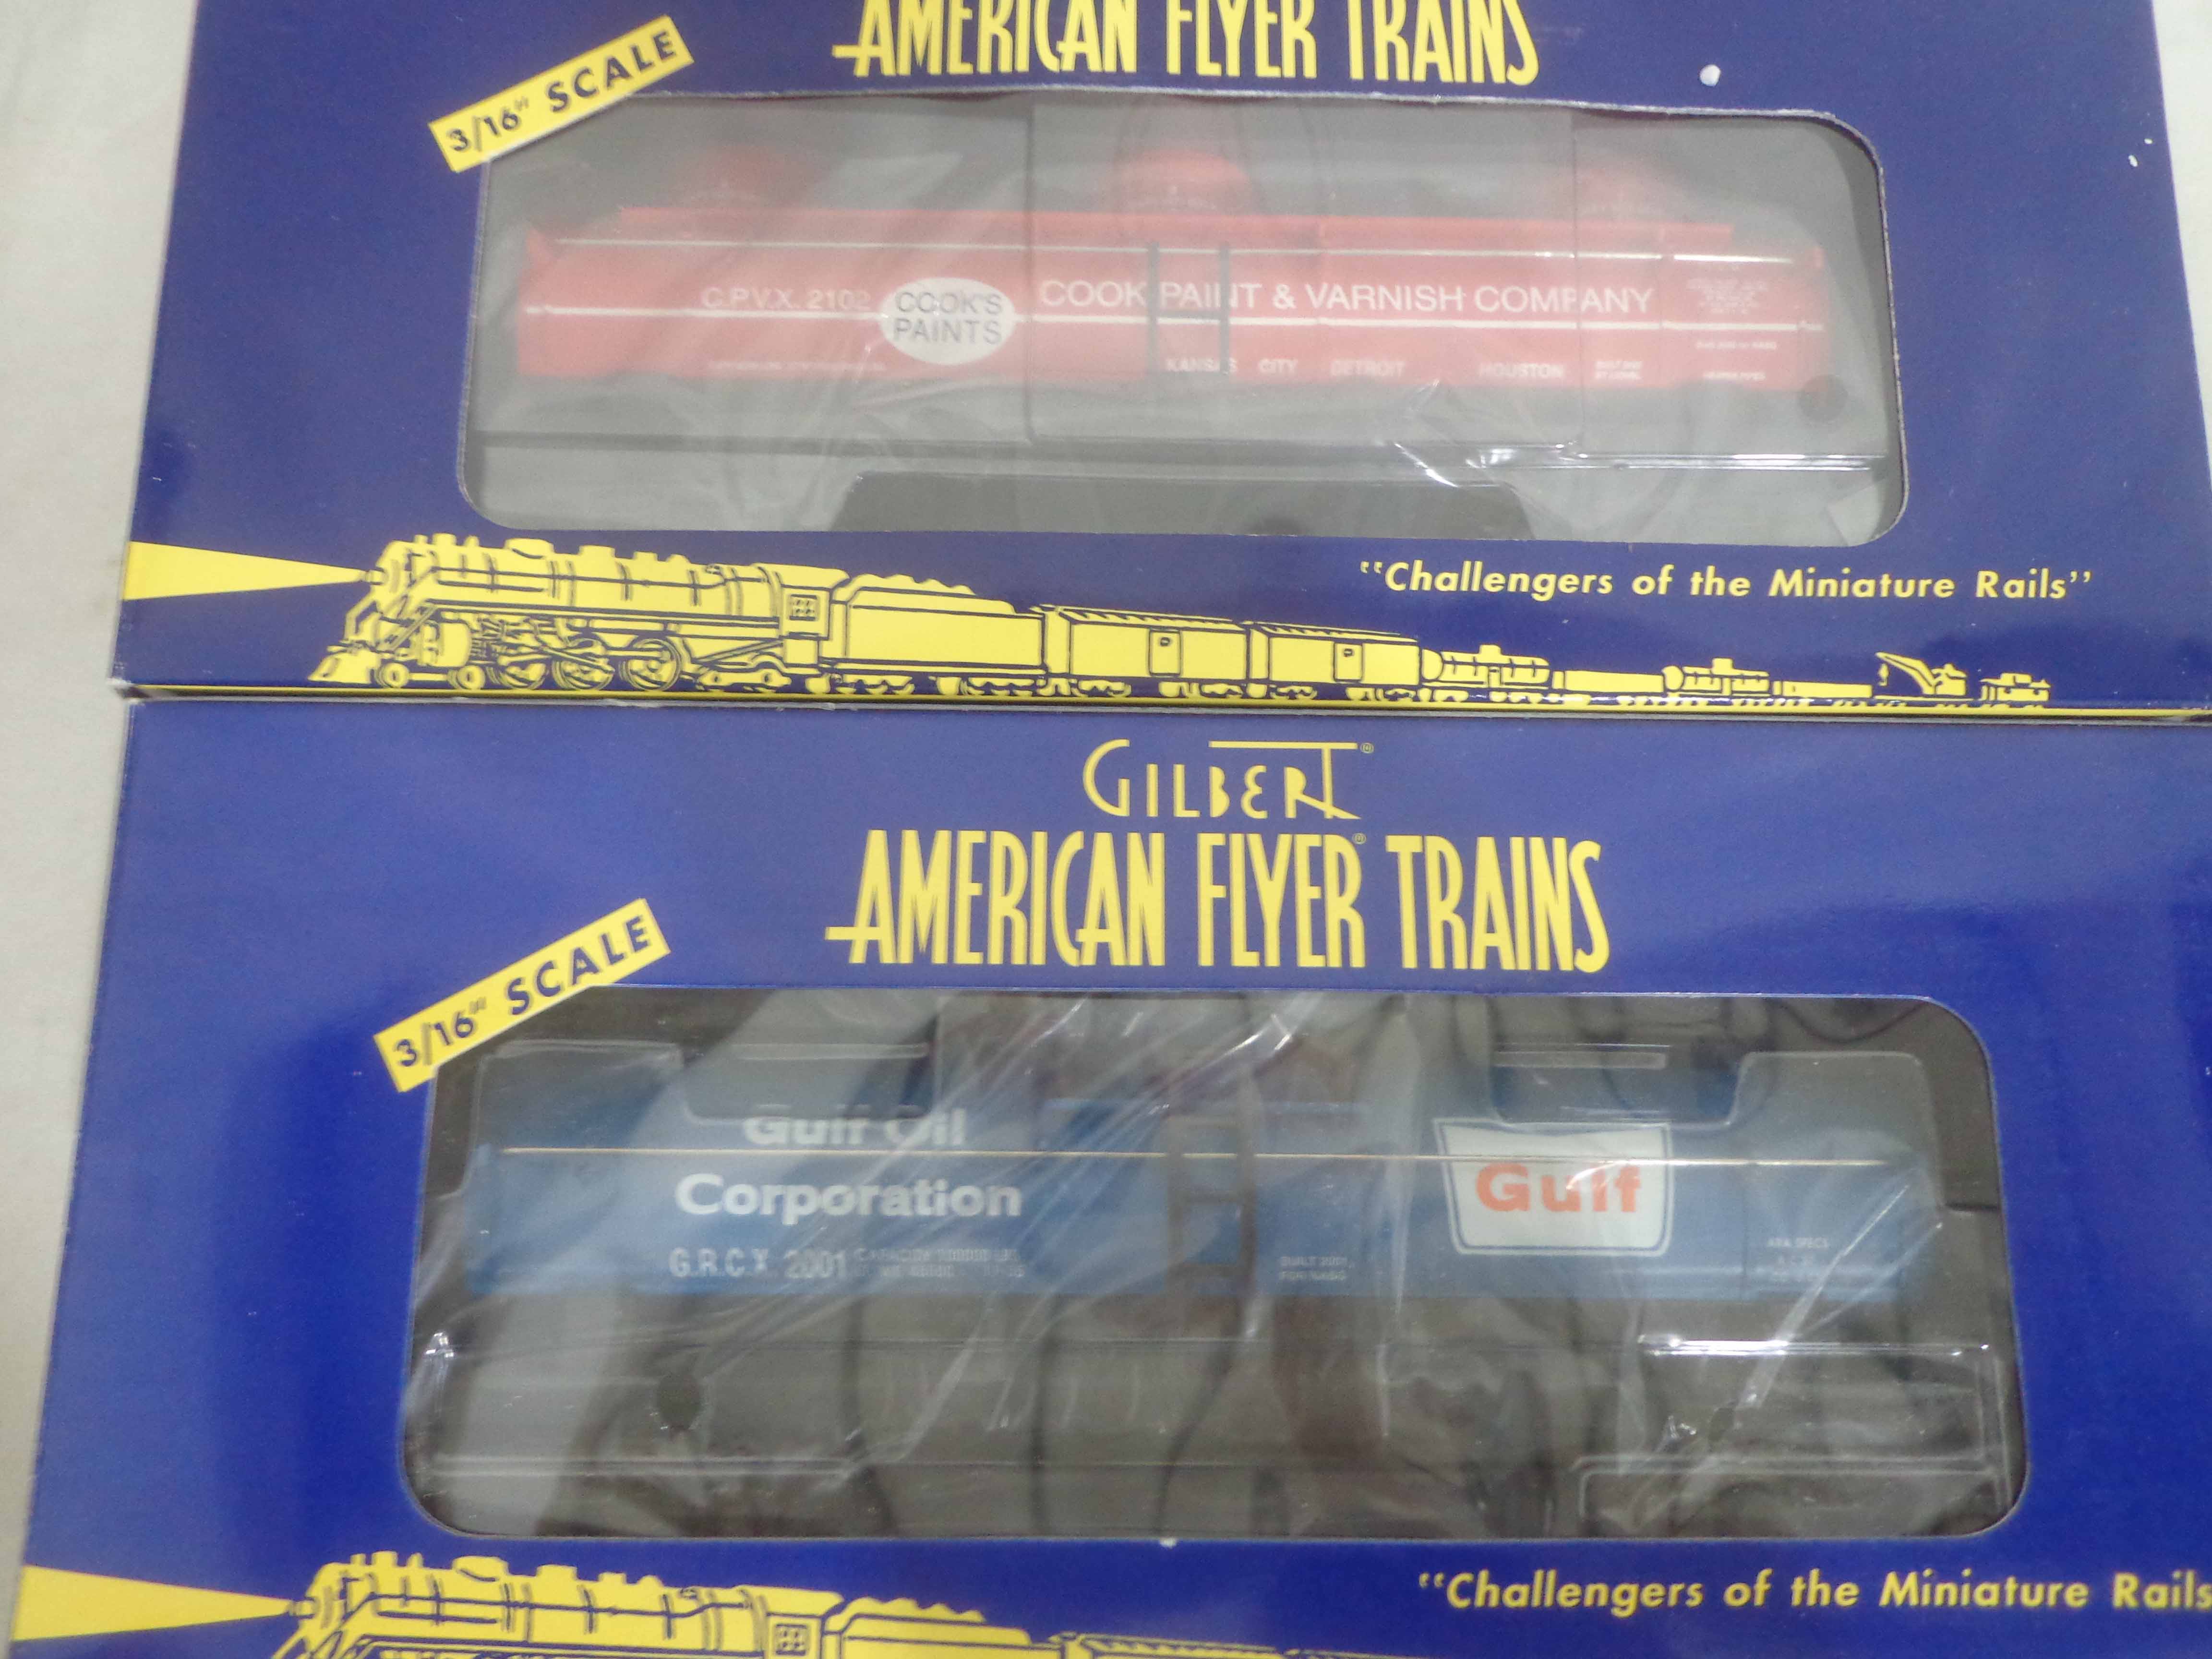 AMERICAN FLYER TRAINS
3/16" SCALE
C.P.V.X. 2102
COOK'S
PAINTS
COOK PAINT & VARNISH COMPANY
KANSAS CITY DETROIT HOUSTON
"Challengers of the Miniature Rails"
GILBERT®
AMERICAN FLYER® TRAINS
3/16" SCALE
Gulf Oil
Corporation
Gulf
G.R.C.X. 2001
BUILT 2001
"Challengers of the Miniature Rails